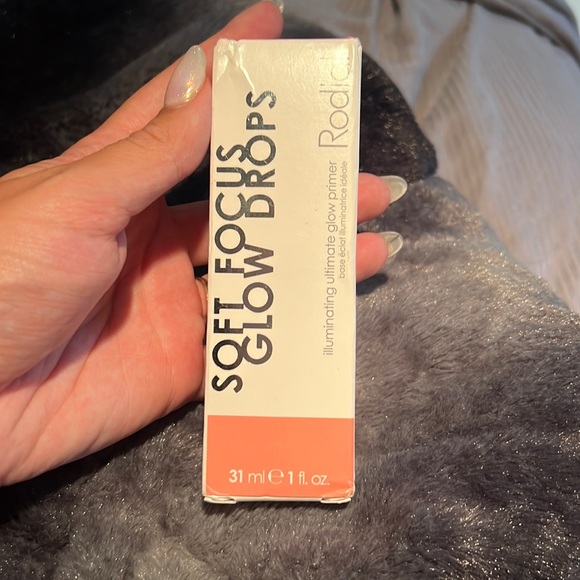 SOFT FOCUS
GLOW DROPS
illuminating ultimate glow primer
base éclat illuminatrice idéale
Rodial
31 ml ℮ 1 fl. oz.